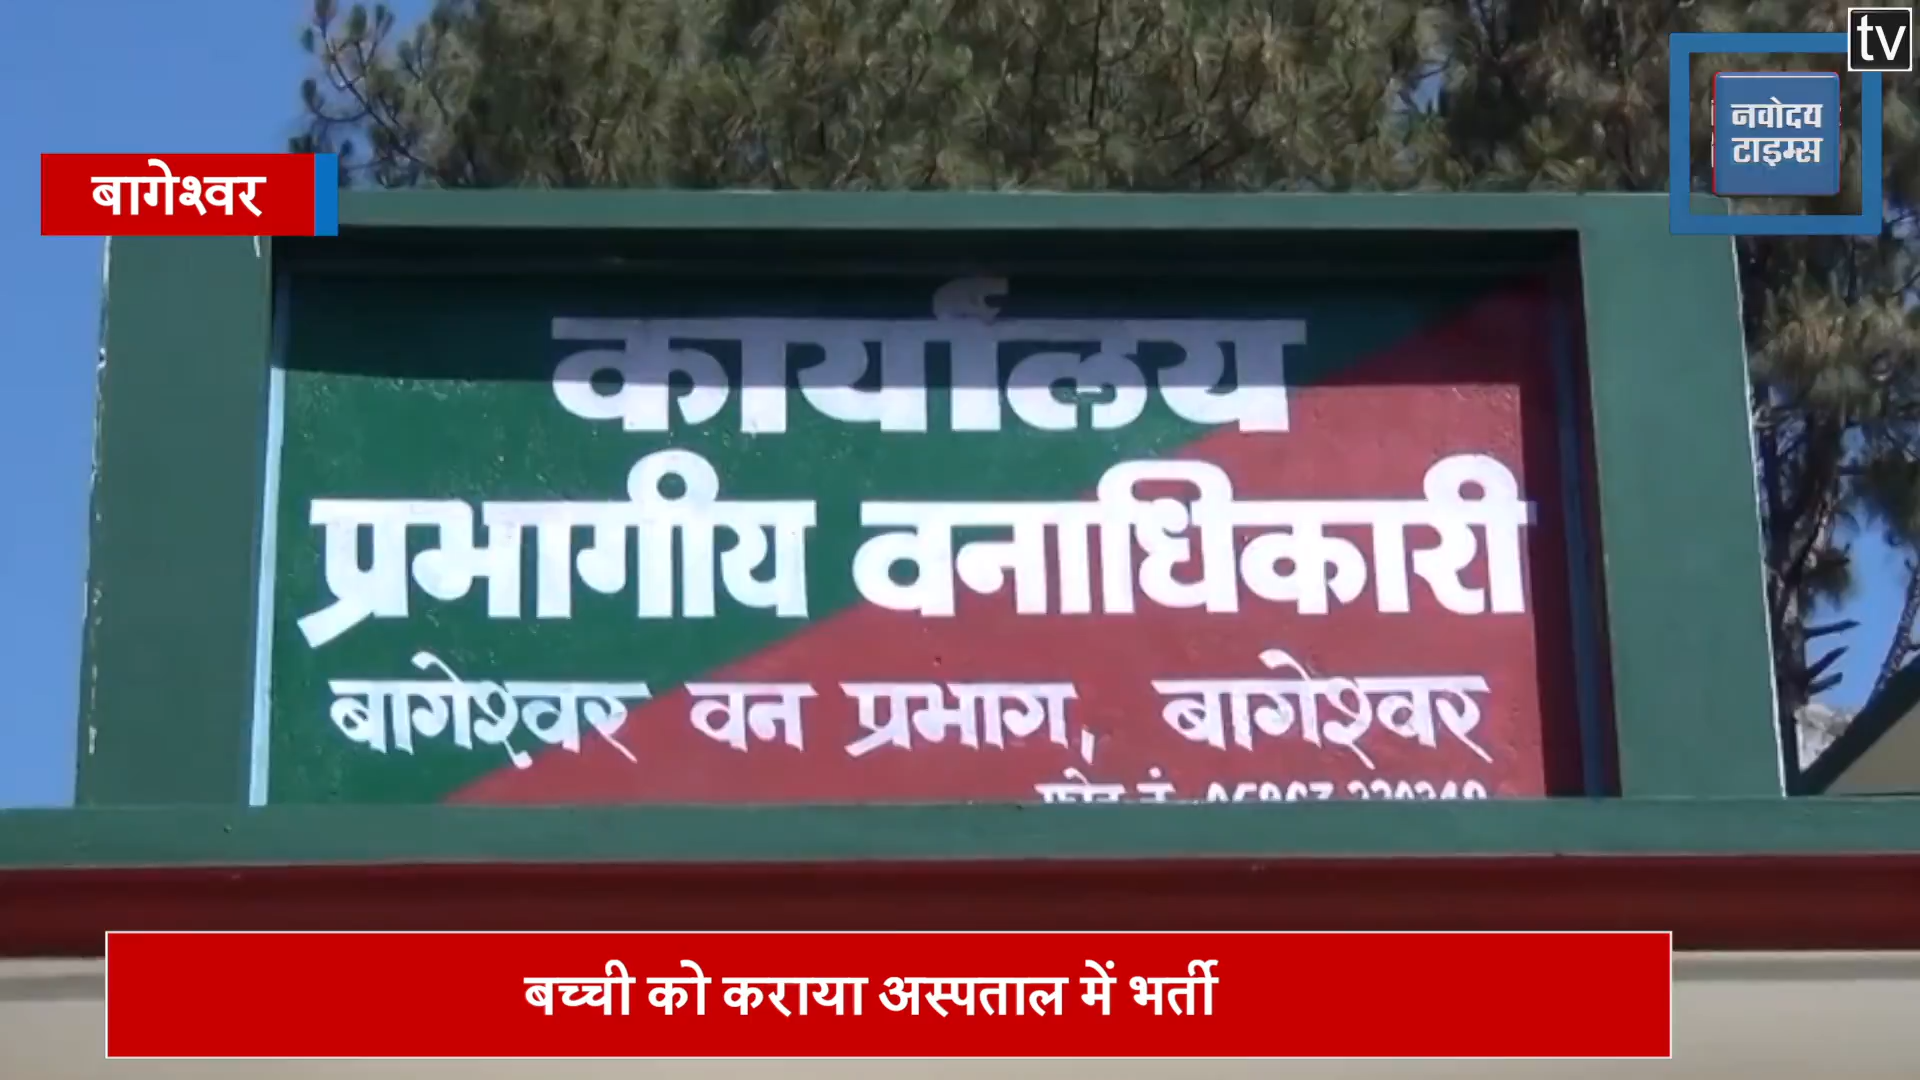 tv
नवोदय
टाइम्स
बागेश्वर
कार्यालय
प्रभागीय वनाधिकारी
बागेश्वर वन प्रभाग, बागेश्वर
बच्ची को कराया अस्पताल में भर्ती